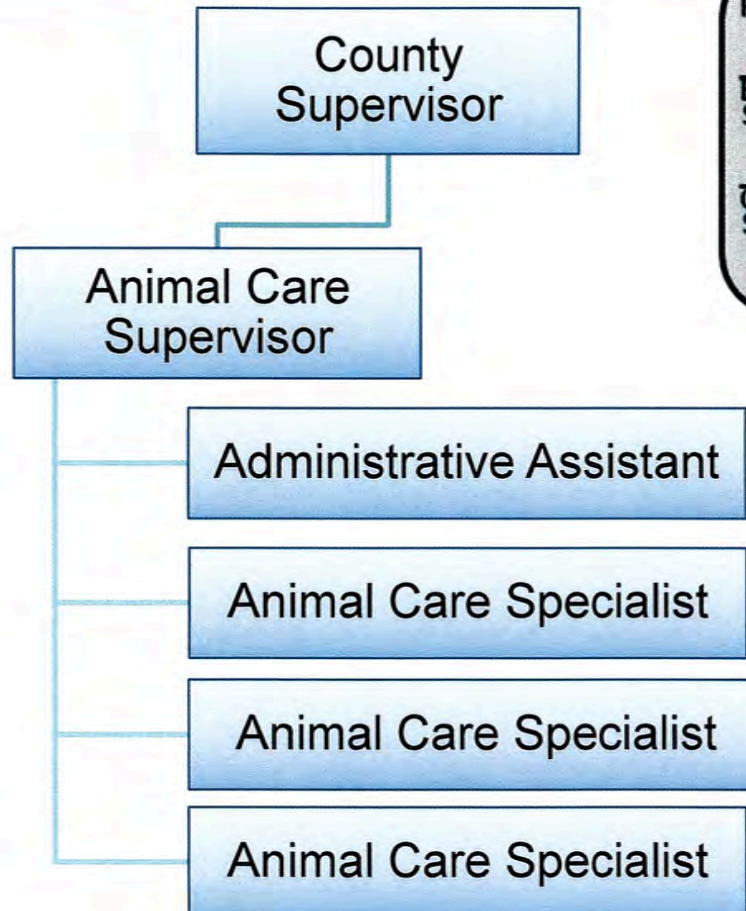 County
Supervisor
Animal Care
Supervisor
Administrative Assistant
Animal Care Specialist
Animal Care Specialist
Animal Care Specialist